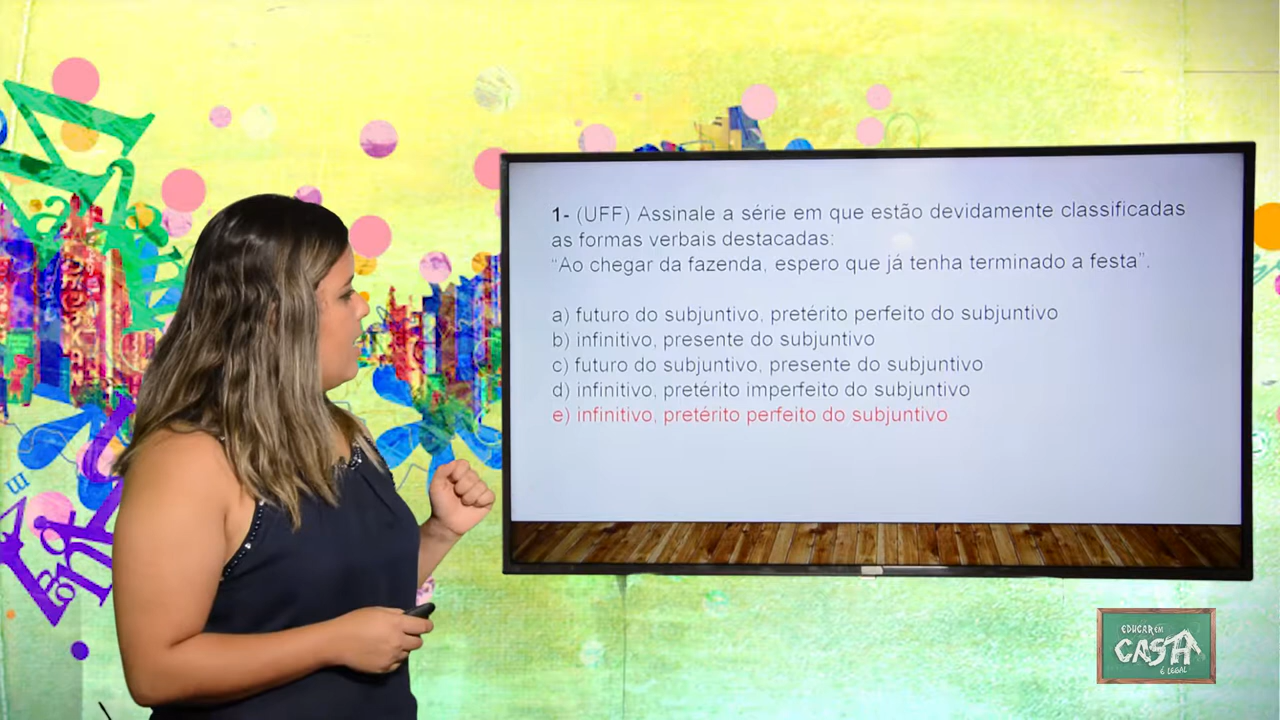 1- (UFF) Assinale a série em que estão devidamente classificadas
as formas verbais destacadas:
“Ao chegar da fazenda, espero que já tenha terminado a festa”.
a) futuro do subjuntivo, pretérito perfeito do subjuntivo
b) infinitivo, presente do subjuntivo
c) futuro do subjuntivo, presente do subjuntivo
d) infinitivo, pretérito imperfeito do subjuntivo
e) infinitivo, pretérito perfeito do subjuntivo
EDUCAR EM
CASA
É LEGAL